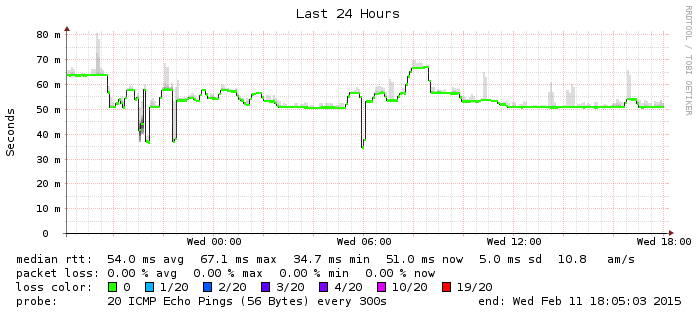 Last 24 Hours
RRDTOOL / TOBI OETIKER
Seconds
80 m
70 m
60 m
50 m
40 m
30 m
20 m
10 m
0
Wed 00:00 Wed 06:00 Wed 12:00 Wed 18:00
median rtt: 54.0 ms avg 67.1 ms max 34.7 ms min 51.0 ms now 5.0 ms sd 10.8 am/s
packet loss: 0.00 % avg 0.00 % max 0.00 % min 0.00 % now
loss color: 0 1/20 2/20 3/20 4/20 10/20 19/20
probe: 20 ICMP Echo Pings (56 Bytes) every 300s end: Wed Feb 11 18:05:03 2015